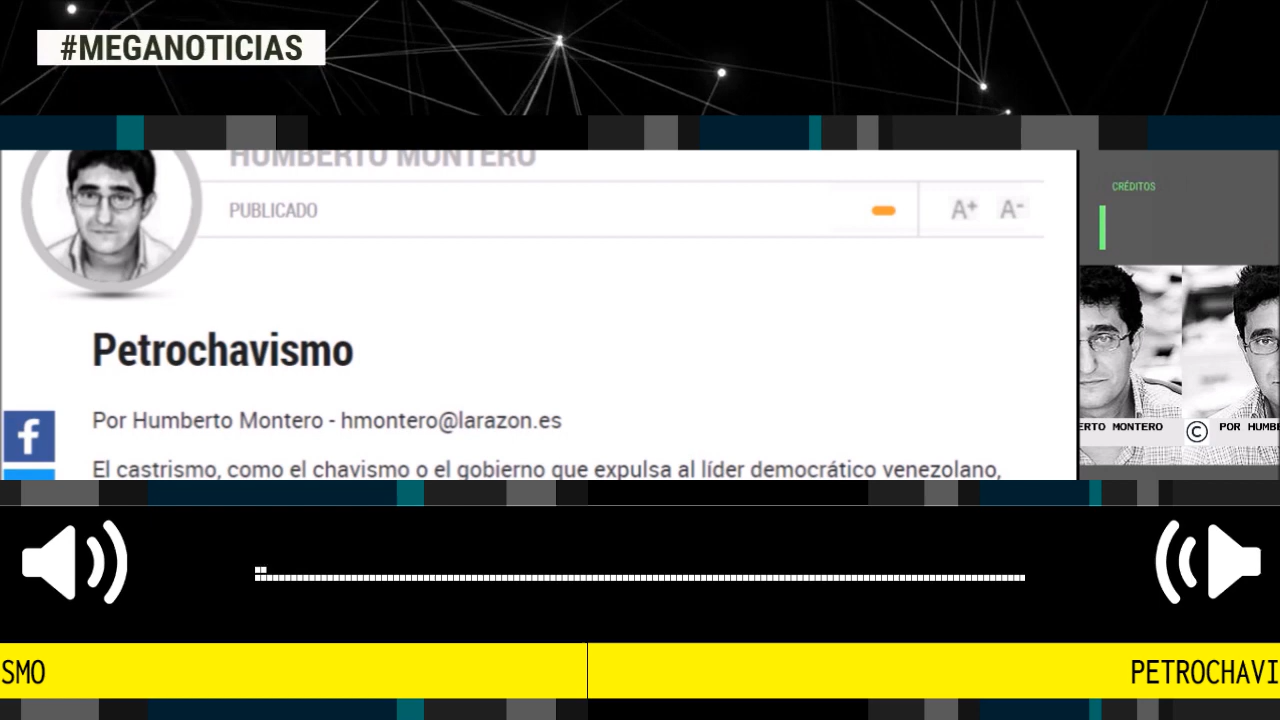 #MEGANOTICIAS
HUMBERTO MONTERO
PUBLICADO
A+ A-
CRÉDITOS
Petrochavismo
Por Humberto Montero - hmontero@larazon.es
El castrismo, como el chavismo o el gobierno que expulsa al líder democrático venezolano,
f
ERTO MONTERO © POR HUMB
SMO PETROCHAVI